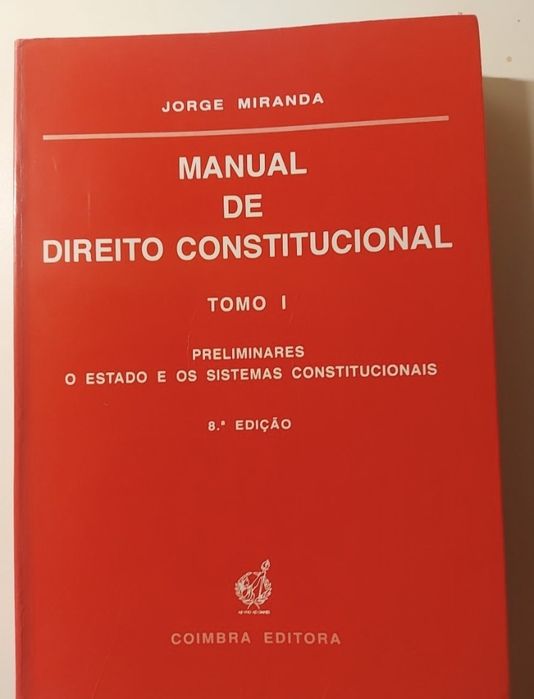 JORGE MIRANDA
MANUAL
DE
DIREITO CONSTITUCIONAL
TOMO I
PRELIMINARES
O ESTADO E OS SISTEMAS CONSTITUCIONAIS
8.ª EDIÇÃO
COIMBRA EDITORA